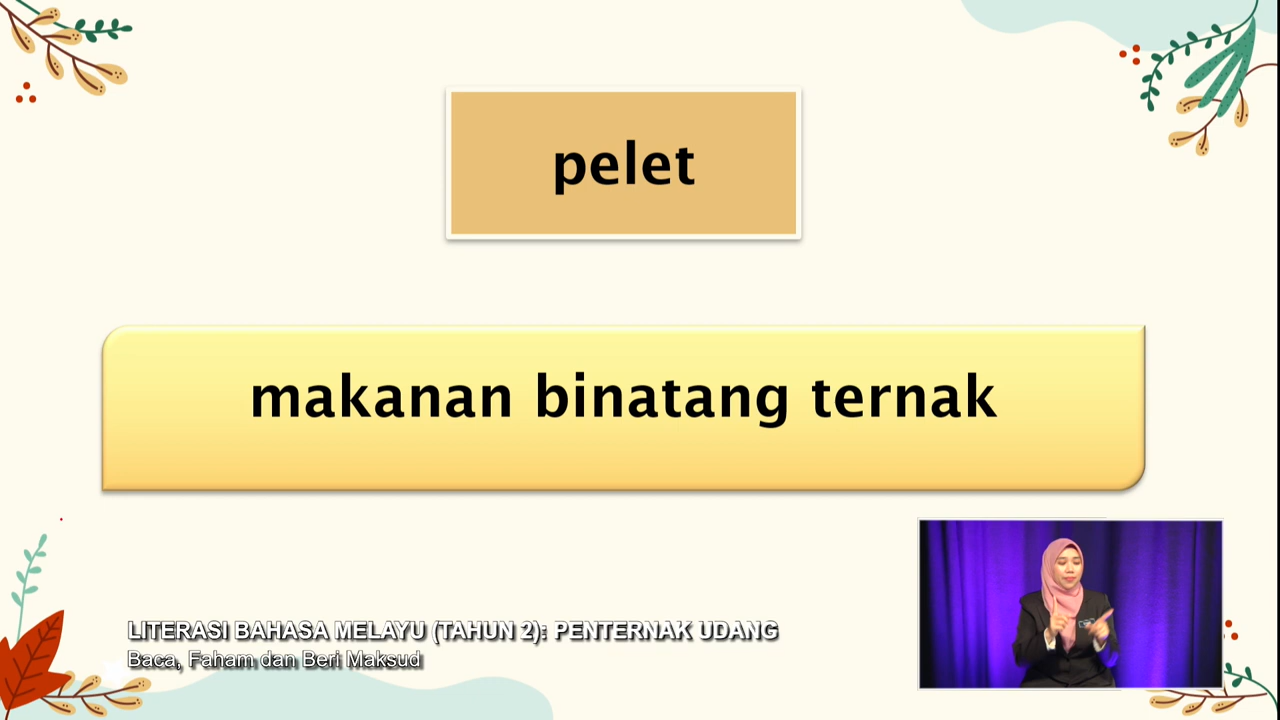 pelet
makanan binatang ternak
LITERASI BAHASA MELAYU (TAHUN 2): PENTERNAK UDANG
Baca, Faham dan Beri Maksud